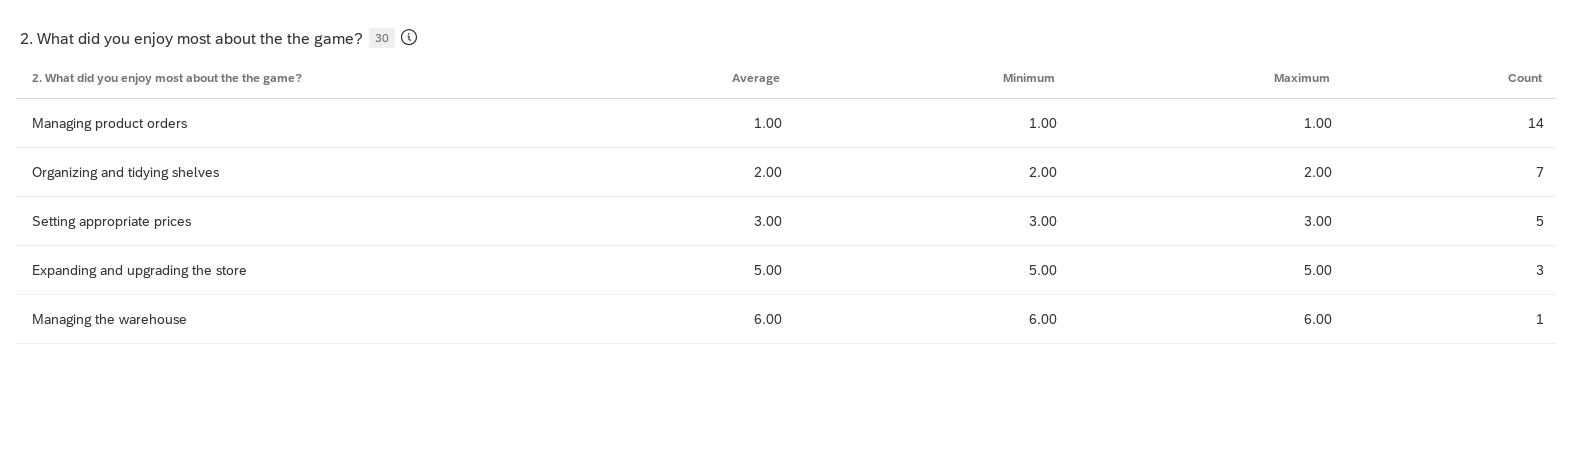 2. What did you enjoy most about the the game? 30
2. What did you enjoy most about the the game? Average Minimum Maximum Count
Managing product orders 1.00 1.00 1.00 14
Organizing and tidying shelves 2.00 2.00 2.00 7
Setting appropriate prices 3.00 3.00 3.00 5
Expanding and upgrading the store 5.00 5.00 5.00 3
Managing the warehouse 6.00 6.00 6.00 1